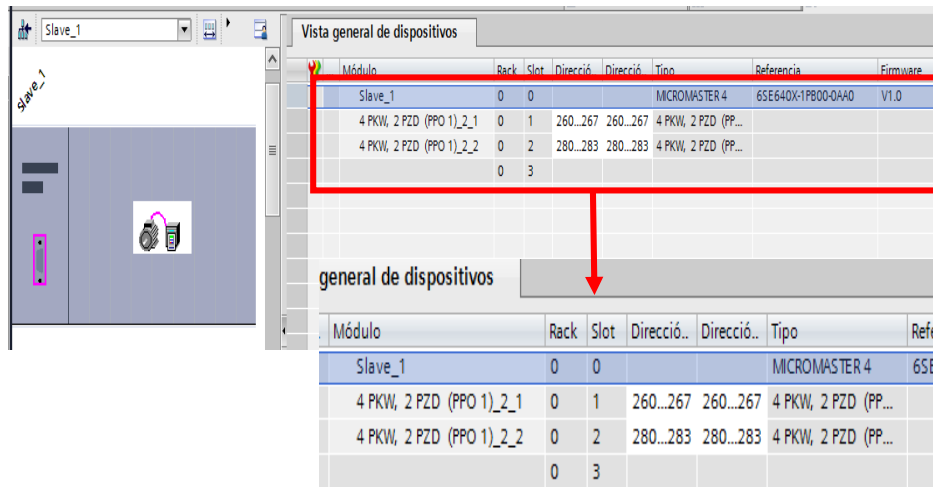 Slave_1
Vista general de dispositivos
Slave_1
Módulo Rack Slot Direcció.. Direcció.. Tipo Referencia Firmware
Slave_1 0 0 MICROMASTER 4 6SE640X-1PB00-0AA0 V1.0
4 PKW, 2 PZD (PPO 1)_2_1 0 1 260...267 260...267 4 PKW, 2 PZD (PP...
4 PKW, 2 PZD (PPO 1)_2_2 0 2 280...283 280...283 4 PKW, 2 PZD (PP...
0 3
general de dispositivos
Módulo Rack Slot Direcció.. Direcció.. Tipo Refe
Slave_1 0 0 MICROMASTER 4 6SE
4 PKW, 2 PZD (PPO 1)_2_1 0 1 260...267 260...267 4 PKW, 2 PZD (PP...
4 PKW, 2 PZD (PPO 1)_2_2 0 2 280...283 280...283 4 PKW, 2 PZD (PP...
0 3